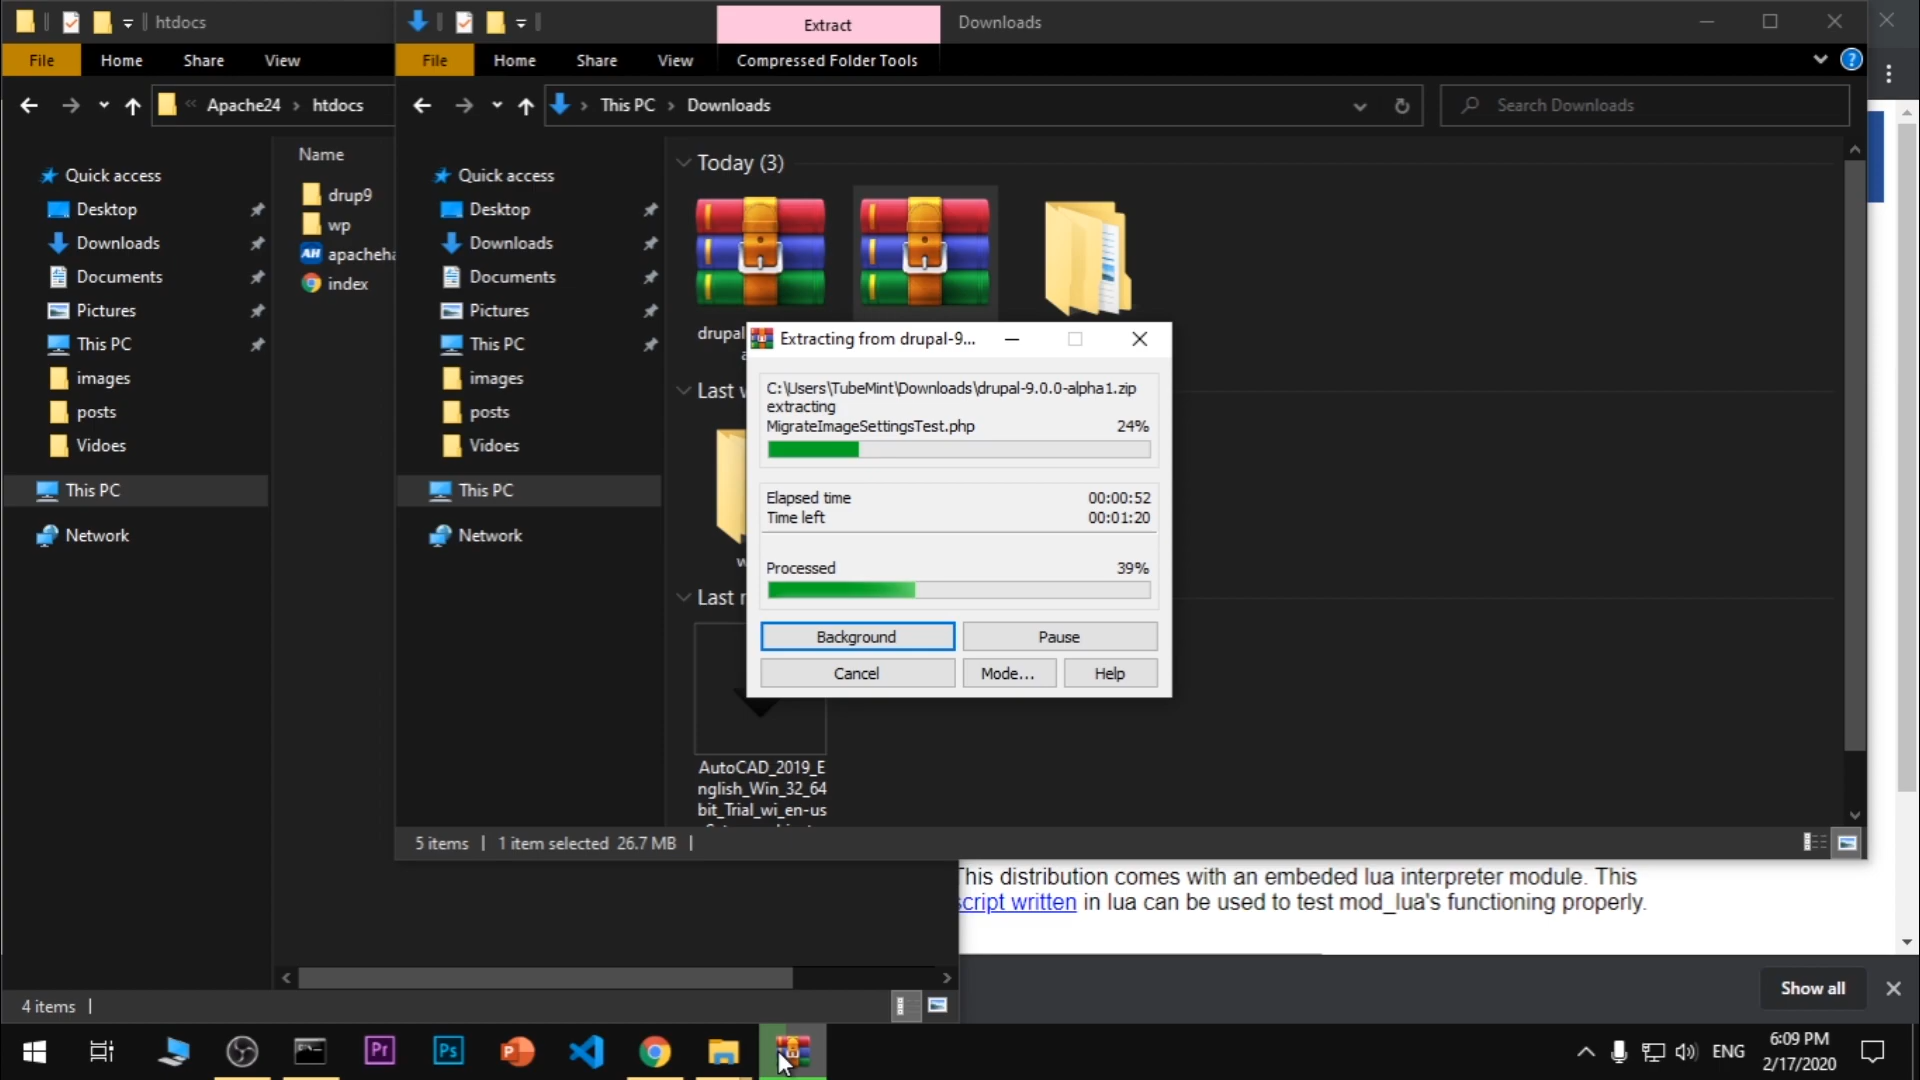 htdocs
File
Home
Share
View
Apache24
htdocs
Quick access
Desktop
Downloads
Documents
Pictures
This PC
images
posts
Vidoes
This PC
Network
Name
drup9
wp
apacheha
index
4 items
Extract
Downloads
File
Home
Share
View
Compressed Folder Tools
This PC
Downloads
Search Downloads
Quick access
Desktop
Downloads
Documents
Pictures
This PC
images
posts
Vidoes
This PC
Network
Today (3)
drupal
Last
Last
AutoCAD_2019_E
nglish_Win_32_64
bit_Trial_wi_en-us
5 items
1 item selected 26.7 MB
Extracting from drupal-9...
C:\Users\TubeMint\Downloads\drupal-9.0.0-alpha1.zip
extracting
MigrateImageSettingsTest.php 24%
Elapsed time 00:00:52
Time left 00:01:20
Processed 39%
Background
Pause
Cancel
Mode...
Help
This distribution comes with an embeded lua interpreter module. This
script written in lua can be used to test mod_lua's functioning properly.
Show all
ENG
6:09 PM
2/17/2020